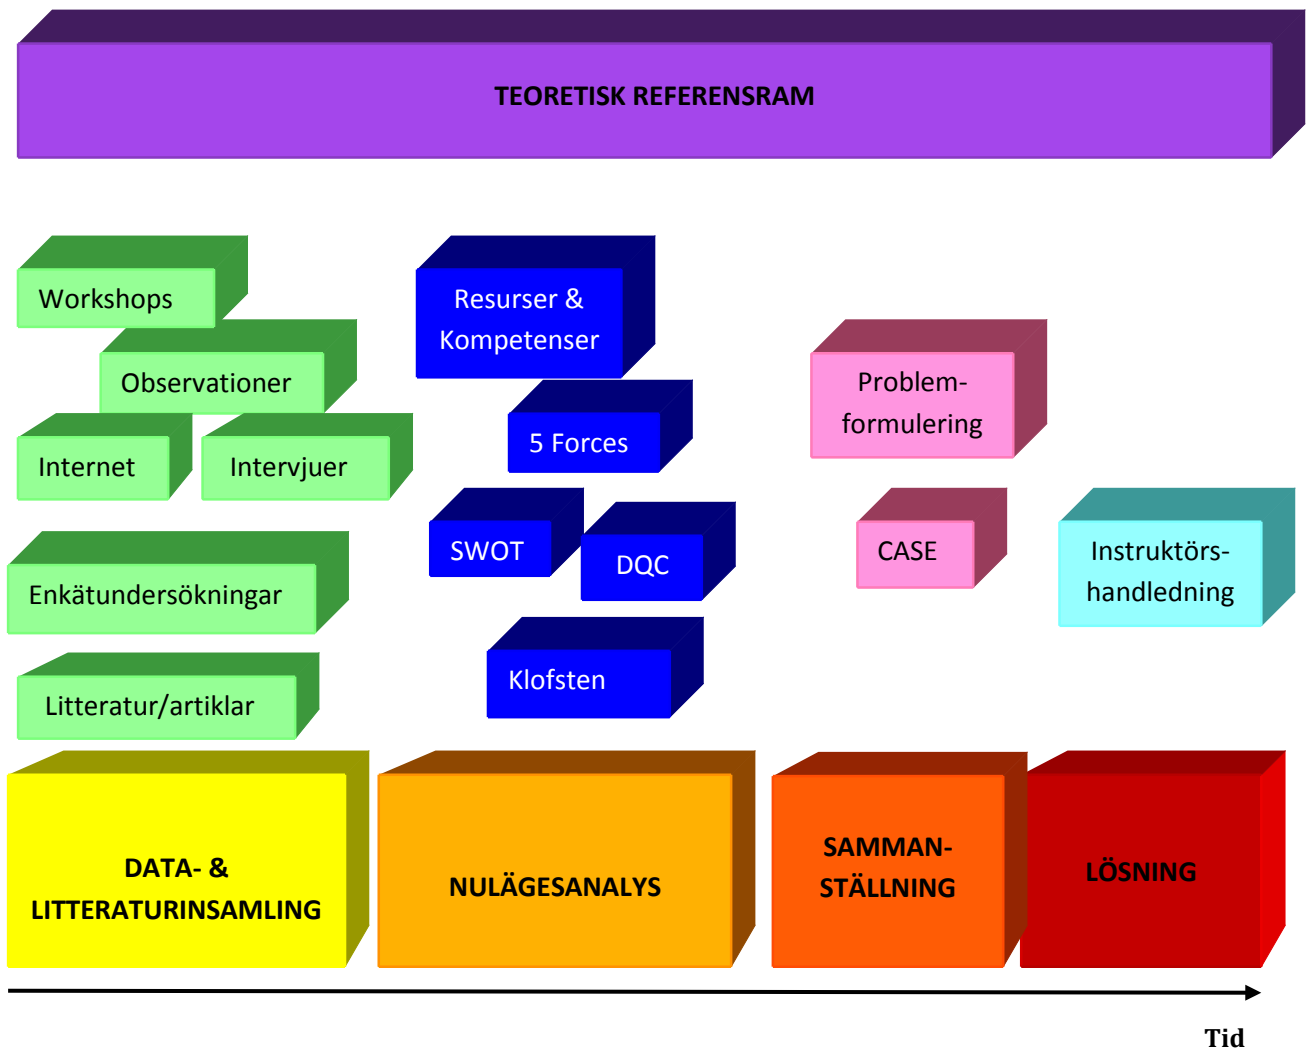 TEORETISK REFERENSRAM
Workshops
Observationer
Internet
Intervjuer
Enkätundersökningar
Litteratur/artiklar
Resurser &
Kompetenser
5 Forces
SWOT
DQC
Klofsten
Problem-
formulering
CASE
Instruktörs-
handledning
DATA- &
LITTERATURINSAMLING
NULÄGESANALYS
SAMMAN-
STÄLLNING
LÖSNING
Tid